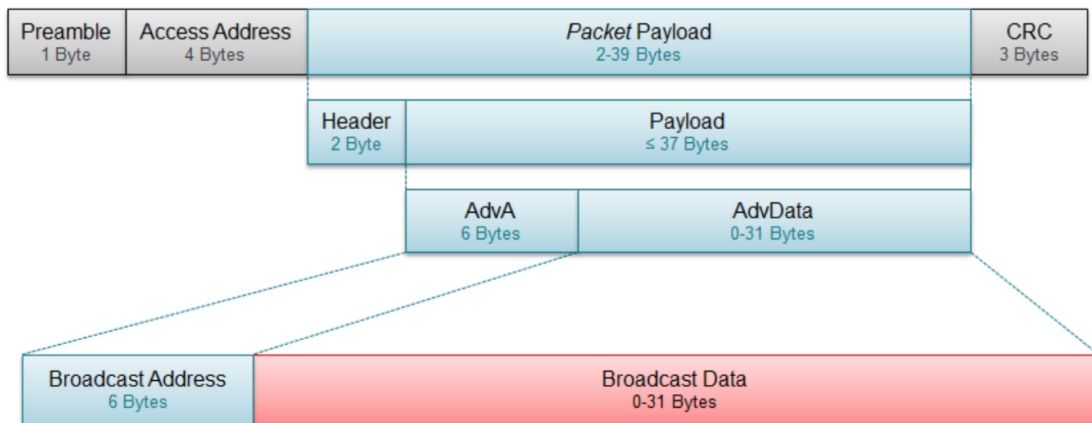 Preamble
1 Byte
Access Address
4 Bytes
Packet Payload
2-39 Bytes
CRC
3 Bytes
Header
2 Byte
Payload
≤ 37 Bytes
AdvA
6 Bytes
AdvData
0-31 Bytes
Broadcast Address
6 Bytes
Broadcast Data
0-31 Bytes